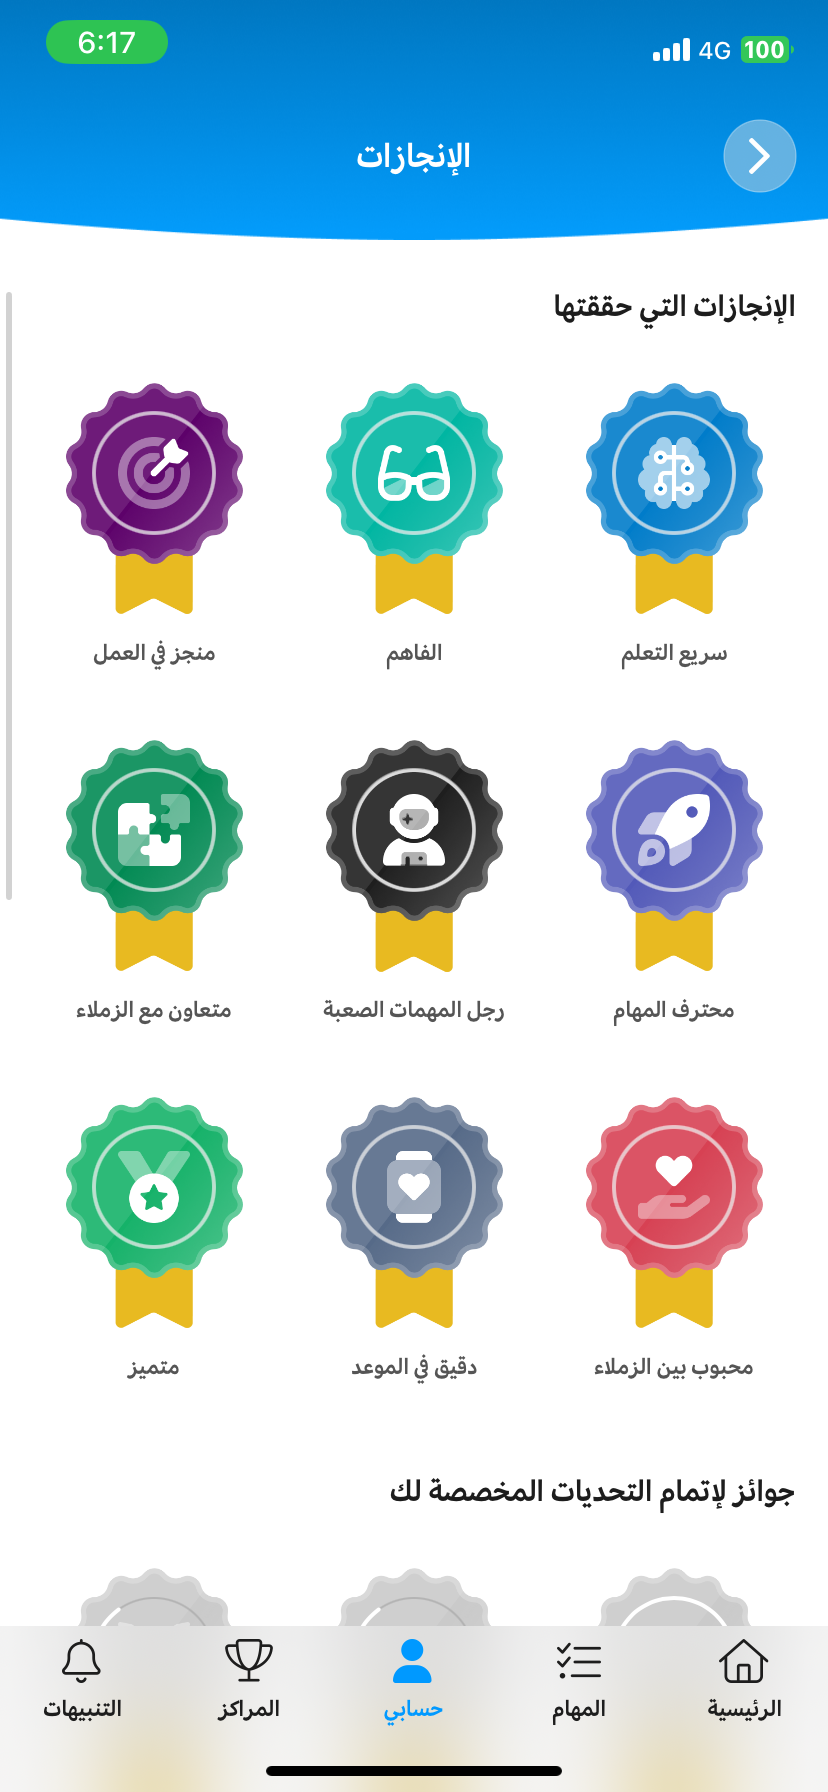 6:17
4G 100
الإنجازات
الإنجازات التي حققتها
سريع التعلم
الفاهم
منجز في العمل
محترف المهام
رجل المهمات الصعبة
متعاون مع الزملاء
محبوب بين الزملاء
دقيق في الموعد
متميز
جوائز لإتمام التحديات المخصصة لك
الرئيسية
المهام
حسابي
المراكز
التنبيهات